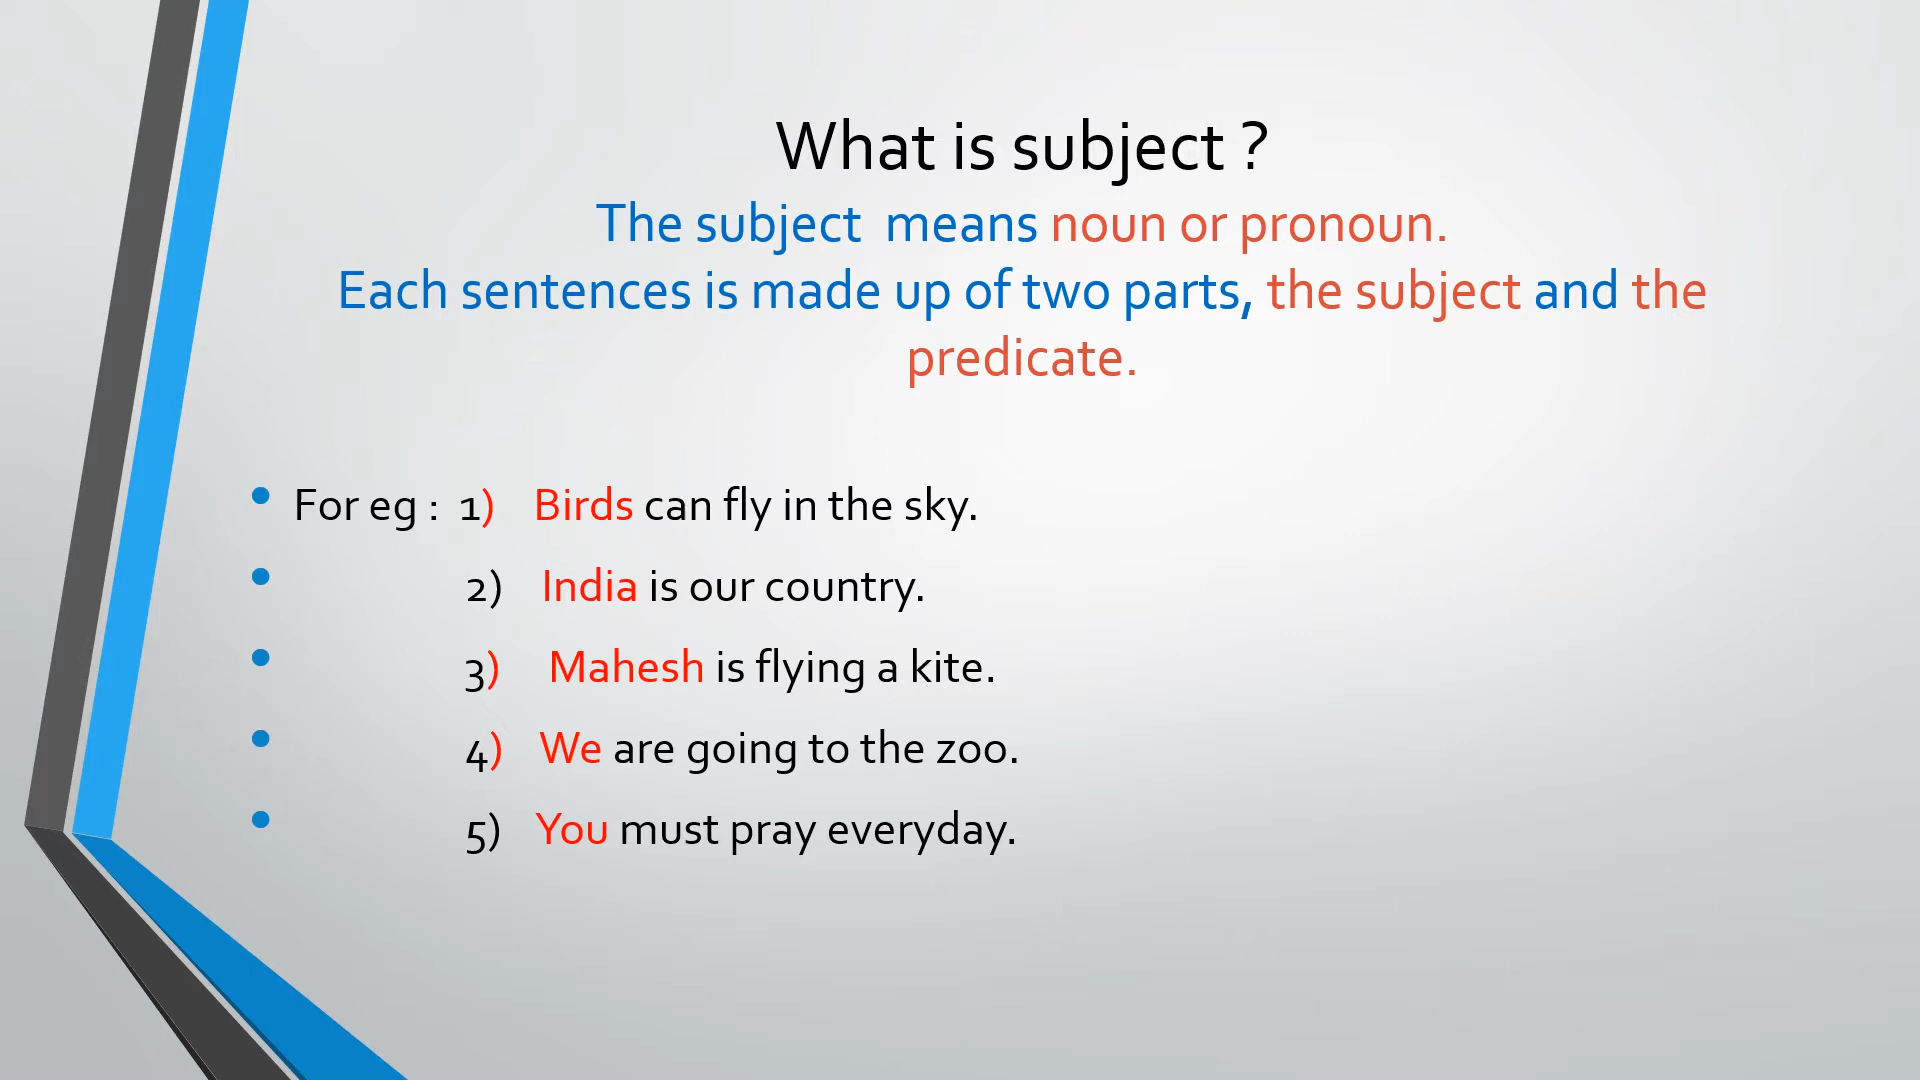 What is subject ?
The subject means noun or pronoun.
Each sentences is made up of two parts, the subject and the
predicate.
• For eg : 1) Birds can fly in the sky.
• 2) India is our country.
• 3) Mahesh is flying a kite.
• 4) We are going to the zoo.
• 5) You must pray everyday.